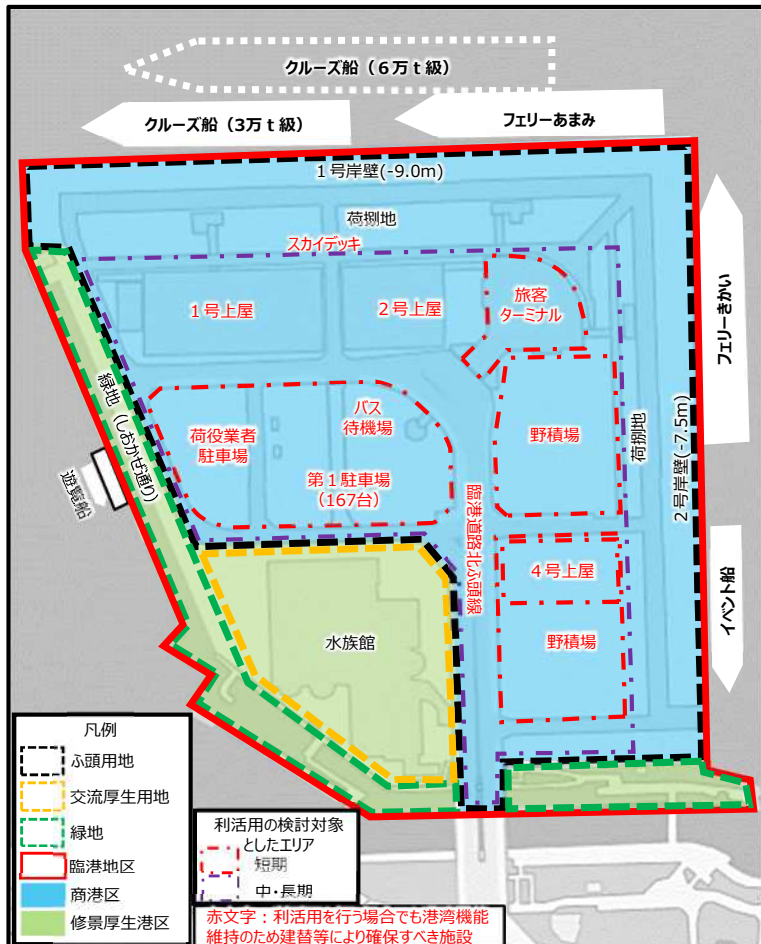 クルーズ船（６万ｔ級）
クルーズ船（3万ｔ級）
フェリーあまみ
１号岸壁(-9.0m)
荷捌地
スカイデッキ
１号上屋
２号上屋
旅客
ターミナル
フェリーきかい
緑地（しおかぜ通り）
遊覧船
荷役業者
駐車場
バス
待機場
第１駐車場
（167台）
野積場
荷捌地
２号岸壁(-7.5m)
臨港道路北ふ頭線
４号上屋
野積場
イベント船
水族館
凡例
ふ頭用地
交流厚生用地
緑地
臨港地区
商港区
修景厚生港区
利活用の検討対象
としたエリア
短期
中・長期
赤文字：利活用を行う場合でも港湾機能
維持のため建替等により確保すべき施設